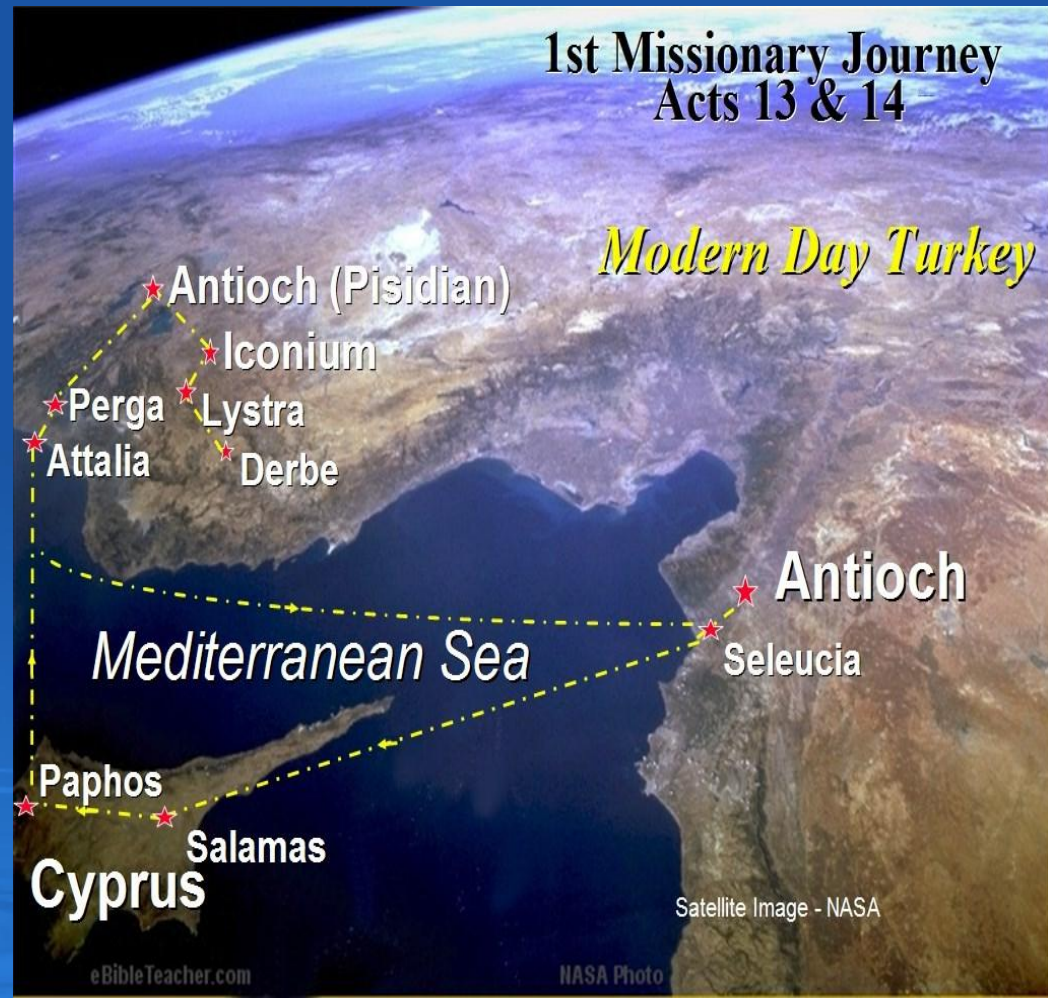 1st Missionary Journey
Acts 13 & 14
Modern Day Turkey
Antioch (Pisidian)
Iconium
Perga
Lystra
Attalia
Derbe
Antioch
Mediterranean Sea
Seleucia
Paphos
Salamas
Cyprus
Satellite Image - NASA
eBibleTeacher.com
NASA Photo